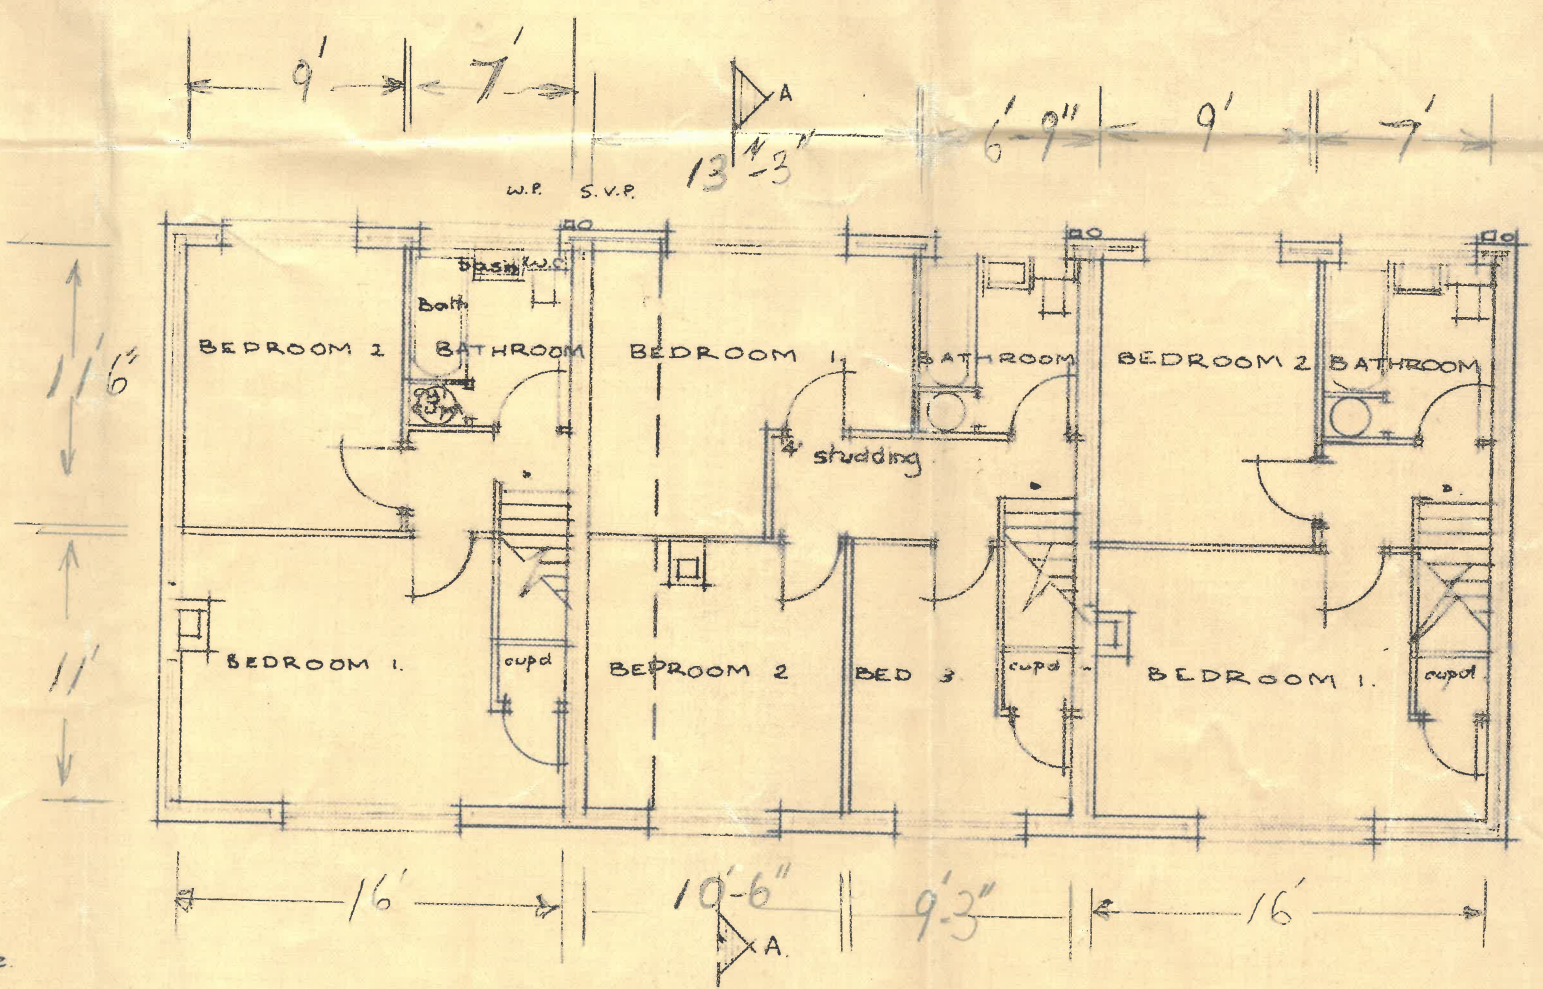 9' 7' A 6'-9" 9' 7'
13'-3"
W.P. S.V.P.
Basn W.C.
Bath
BEDROOM 2 BATHROOM BEDROOM 1. BATHROOM BEDROOM 2 BATHROOM
11'6"
4" studding
11'
BEDROOM 1. cupd BEDROOM 2 BED 3 cupd BEDROOM 1. cupd.
16' 10'-6" 9'-3" 16'
A.